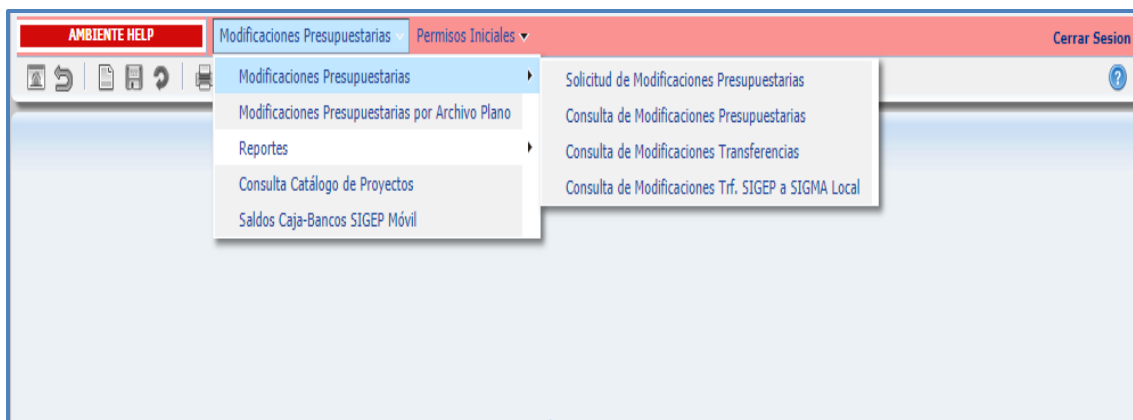 AMBIENTE HELP
Modificaciones Presupuestarias
Permisos Iniciales
Cerrar Sesion
Modificaciones Presupuestarias
Modificaciones Presupuestarias por Archivo Plano
Reportes
Consulta Catálogo de Proyectos
Saldos Caja-Bancos SIGEP Móvil
Solicitud de Modificaciones Presupuestarias
Consulta de Modificaciones Presupuestarias
Consulta de Modificaciones Transferencias
Consulta de Modificaciones Trf. SIGEP a SIGMA Local